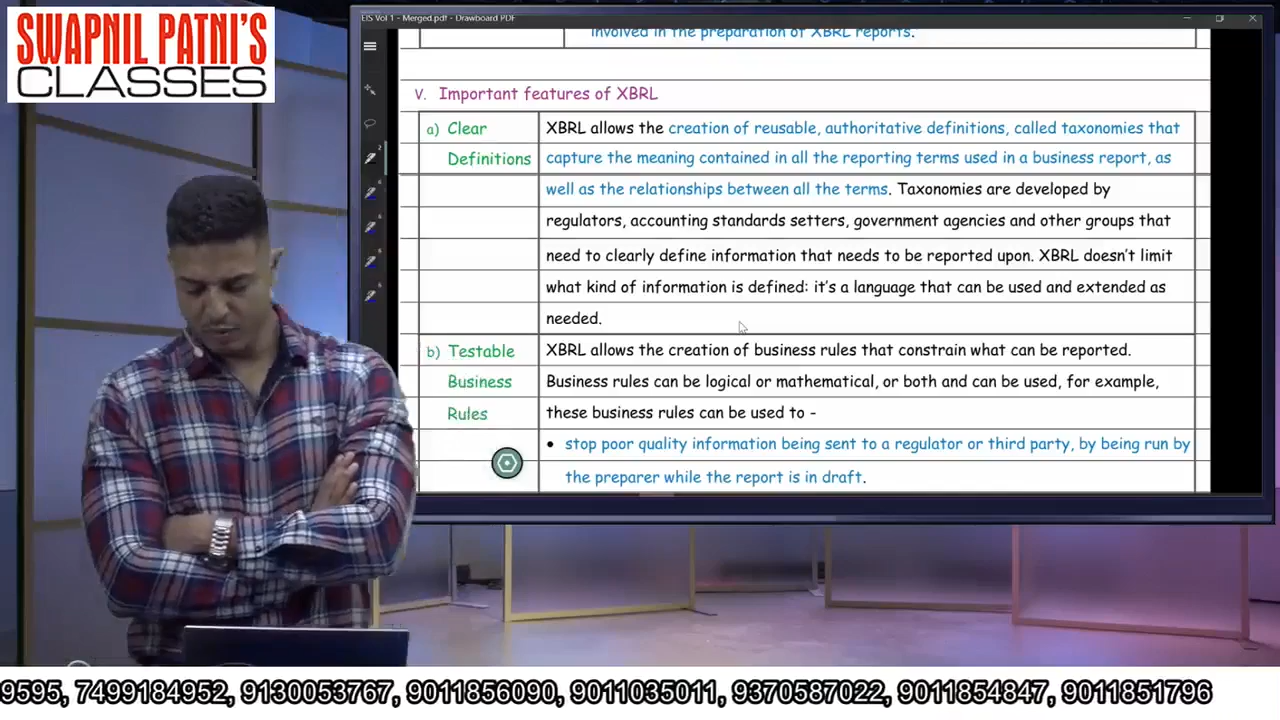 SWAPNIL PATNI'S
CLASSES
EIS Vol 1 - Merged.pdf - Drawboard PDF
involved in the preparation of XBRL reports.
V. Important features of XBRL
a) Clear Definitions
XBRL allows the creation of reusable, authoritative definitions, called taxonomies that
capture the meaning contained in all the reporting terms used in a business report, as
well as the relationships between all the terms. Taxonomies are developed by
regulators, accounting standards setters, government agencies and other groups that
need to clearly define information that needs to be reported upon. XBRL doesn't limit
what kind of information is defined: it's a language that can be used and extended as
needed.
b) Testable
Business
Rules
XBRL allows the creation of business rules that constrain what can be reported.
Business rules can be logical or mathematical, or both and can be used, for example,
these business rules can be used to -
• stop poor quality information being sent to a regulator or third party, by being run by
the preparer while the report is in draft.
9595, 7499184952, 9130053767, 9011856090, 9011035011, 9370587022, 9011854847, 9011851796